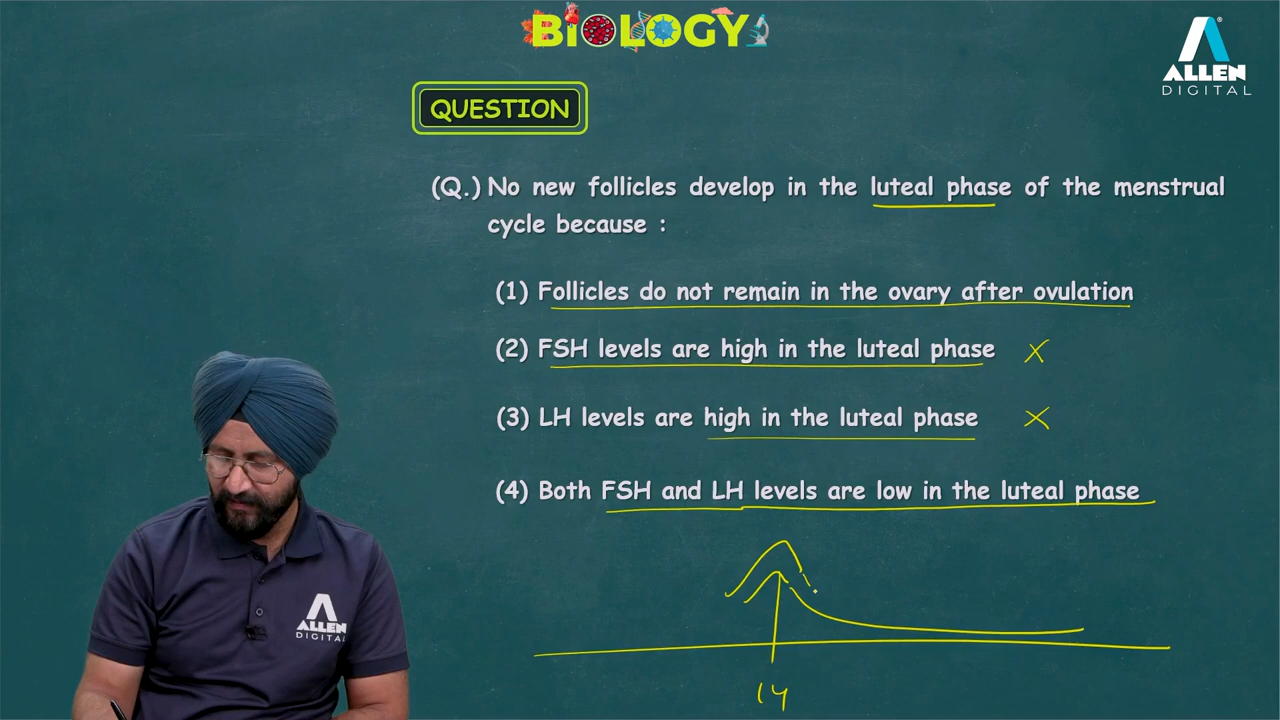 BIOLOGY
ALLEN
DIGITAL
QUESTION
(Q.) No new follicles develop in the luteal phase of the menstrual
cycle because :
(1) Follicles do not remain in the ovary after ovulation
(2) FSH levels are high in the luteal phase X
(3) LH levels are high in the luteal phase X
(4) Both FSH and LH levels are low in the luteal phase
14
ALLEN
DIGITAL